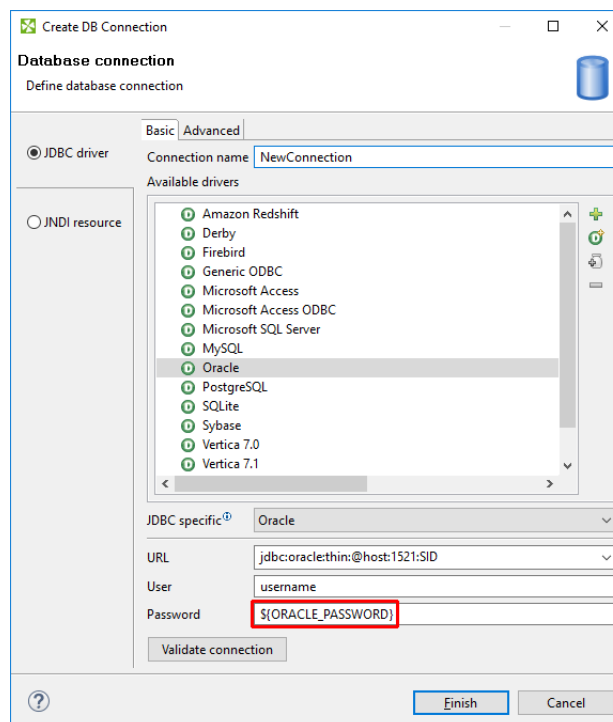 Create DB Connection
Database connection
Define database connection
JDBC driver
JNDI resource
Basic Advanced
Connection name NewConnection
Available drivers
Amazon Redshift
Derby
Firebird
Generic ODBC
Microsoft Access
Microsoft Access ODBC
Microsoft SQL Server
MySQL
Oracle
PostgreSQL
SQLite
Sybase
Vertica 7.0
Vertica 7.1
JDBC specific Oracle
URL jdbc:oracle:thin:@host:1521:SID
User username
Password ${ORACLE_PASSWORD}
Validate connection
Finish Cancel